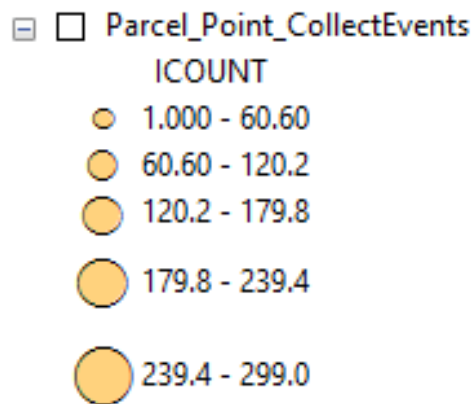 Parcel_Point_CollectEvents
ICOUNT
1.000 - 60.60
60.60 - 120.2
120.2 - 179.8
179.8 - 239.4
239.4 - 299.0